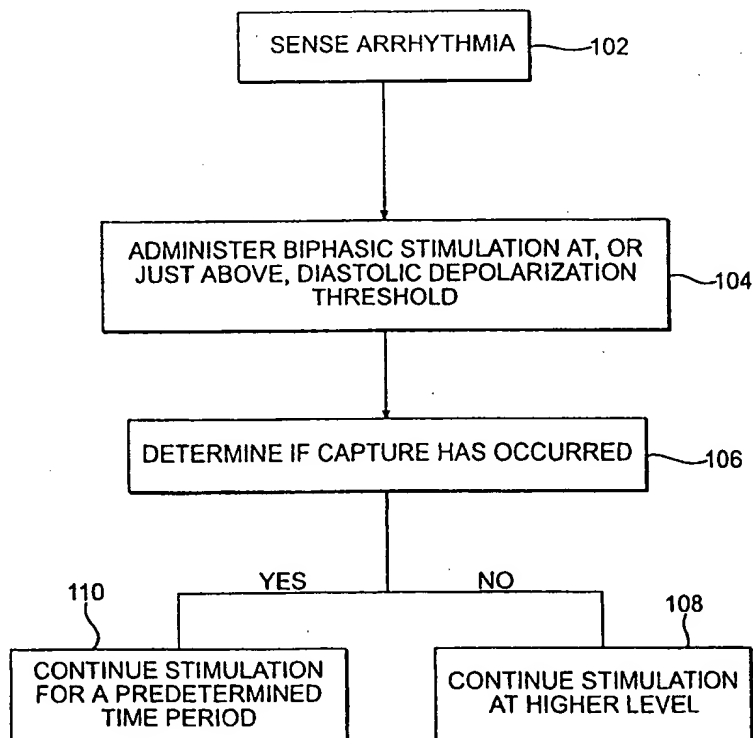 SENSE ARRHYTHMIA
102
ADMINISTER BIPHASIC STIMULATION AT, OR
JUST ABOVE, DIASTOLIC DEPOLARIZATION
THRESHOLD
104
DETERMINE IF CAPTURE HAS OCCURRED
106
YES
NO
110
CONTINUE STIMULATION
FOR A PREDETERMINED
TIME PERIOD
108
CONTINUE STIMULATION
AT HIGHER LEVEL